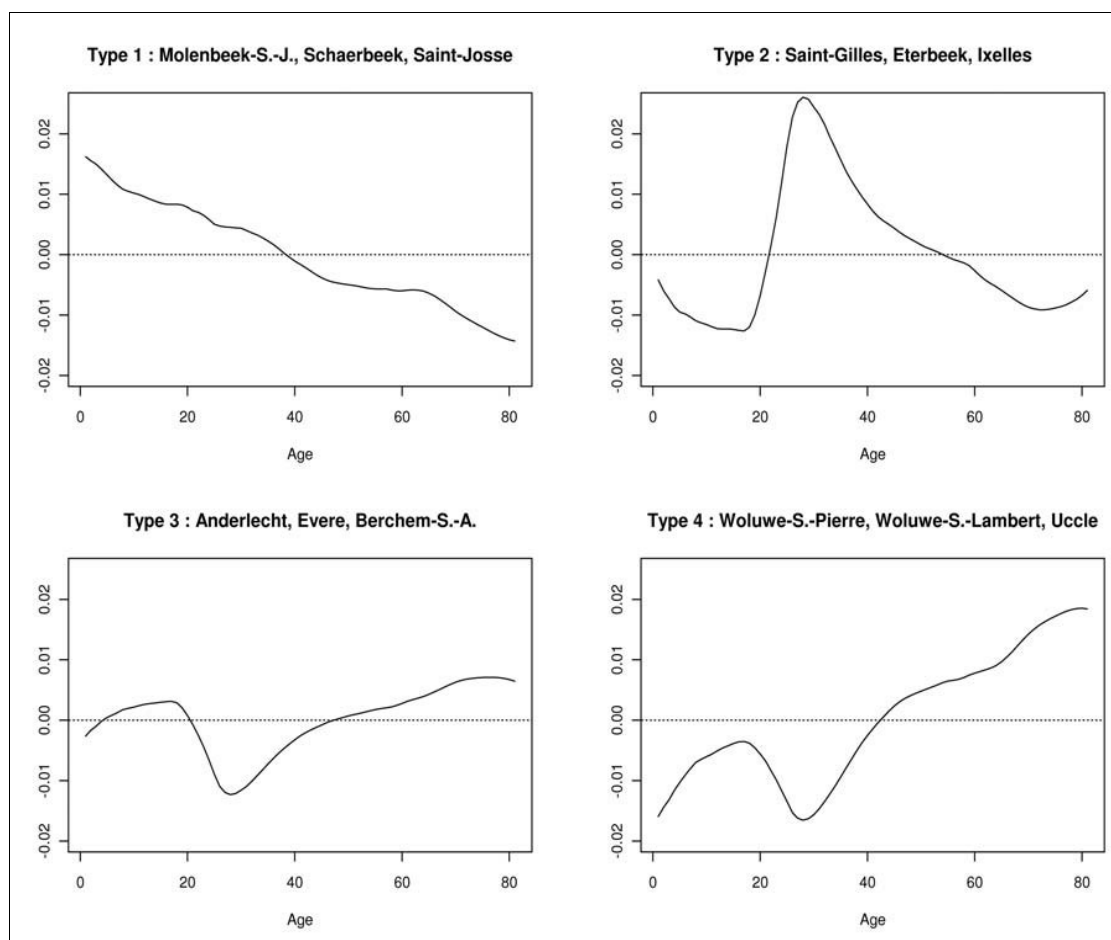 Type 1 : Molenbeek-S.-J., Schaerbeek, Saint-Josse
0.02
0.01
0.00
-0.01
-0.02
0 20 40 60 80
Age
Type 2 : Saint-Gilles, Eterbeek, Ixelles
0.02
0.01
0.00
-0.01
-0.02
0 20 40 60 80
Age
Type 3 : Anderlecht, Evere, Berchem-S.-A.
0.02
0.01
0.00
-0.01
-0.02
0 20 40 60 80
Age
Type 4 : Woluwe-S.-Pierre, Woluwe-S.-Lambert, Uccle
0.02
0.01
0.00
-0.01
-0.02
0 20 40 60 80
Age